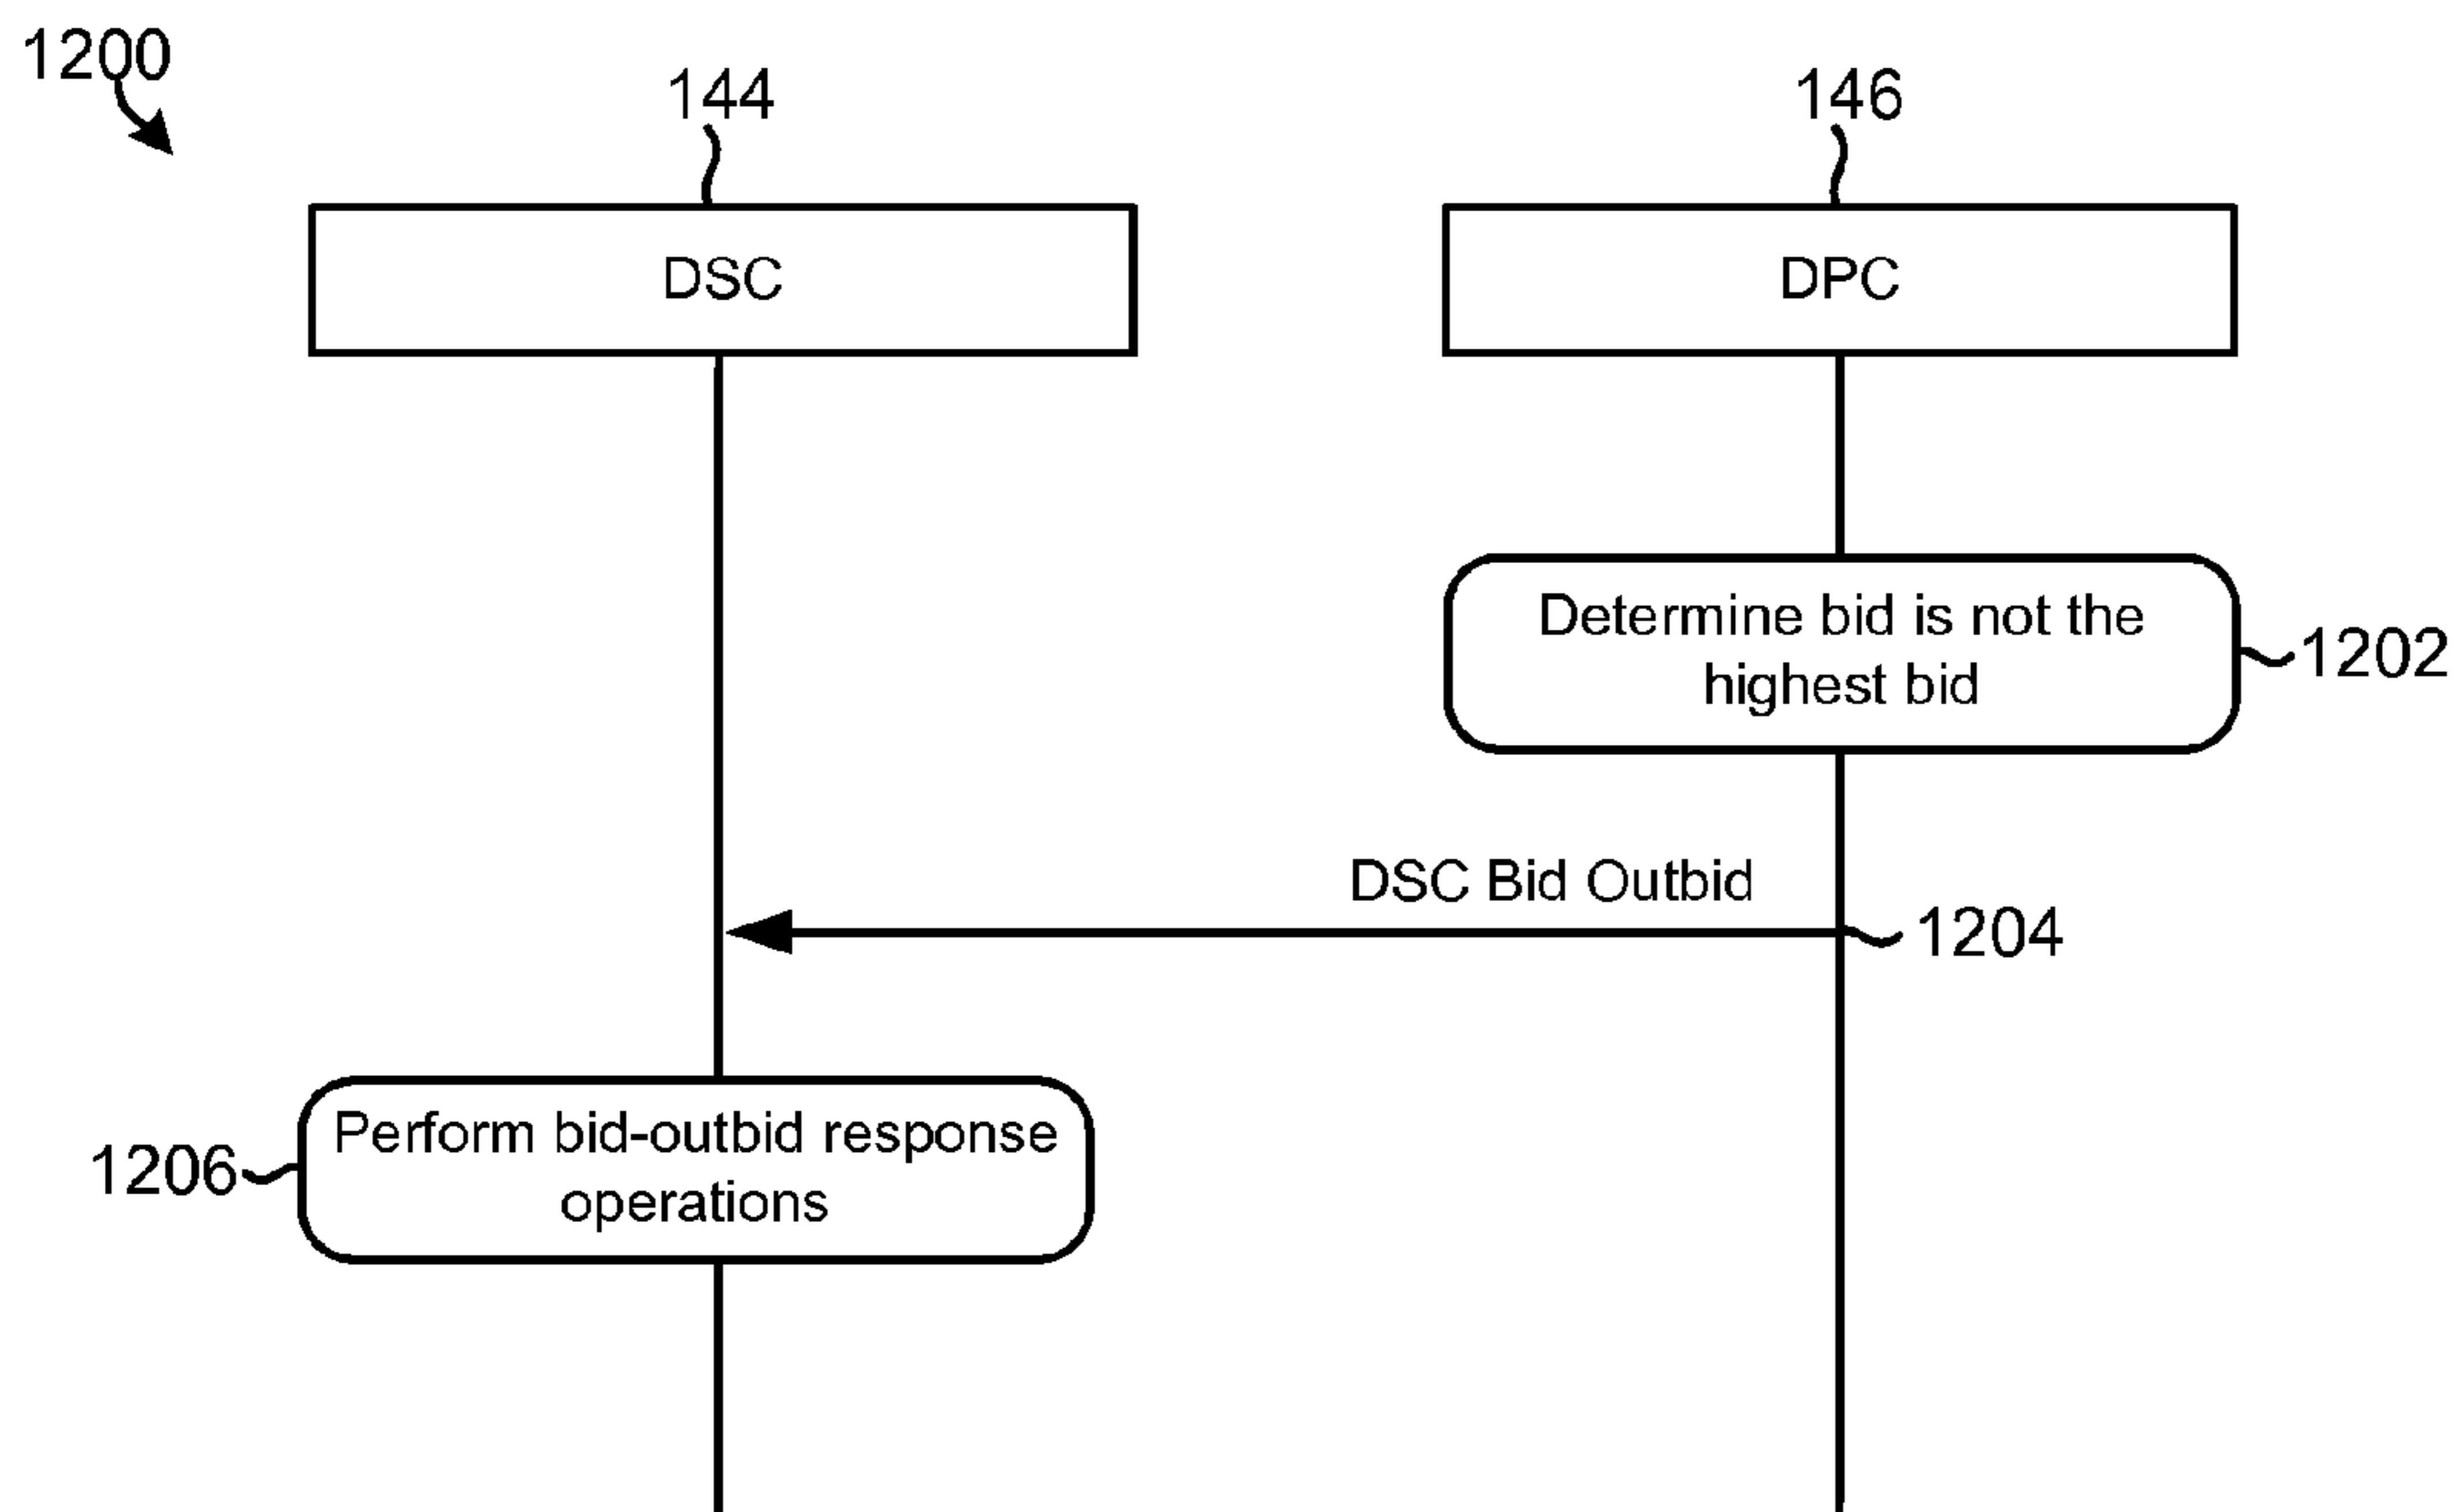 1200
144
146
DSC
DPC
Determine bid is not the
highest bid
1202
DSC Bid Outbid
1204
Perform bid-outbid response
operations
1206